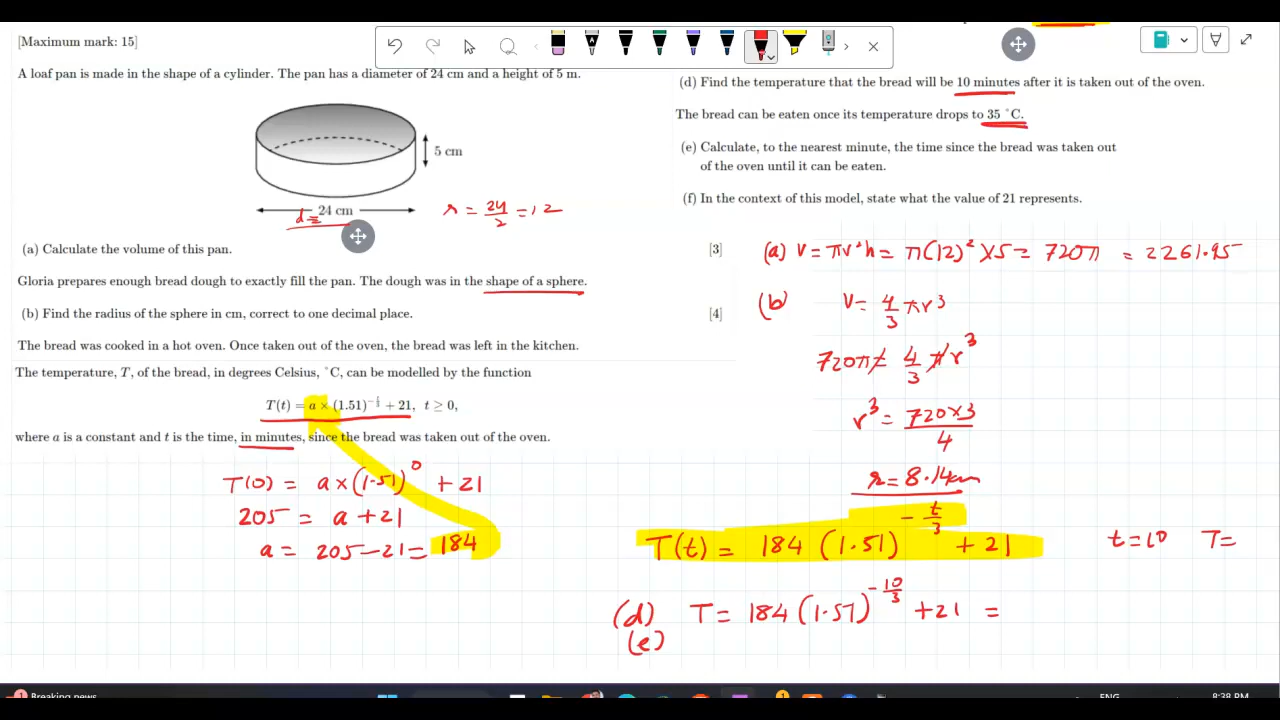 [Maximum mark: 15]
A loaf pan is made in the shape of a cylinder. The pan has a diameter of 24 cm and a height of 5 m.
5 cm
d= 24 cm
r = 24/2 = 12
(a) Calculate the volume of this pan. [3]
Gloria prepares enough bread dough to exactly fill the pan. The dough was in the shape of a sphere.
(b) Find the radius of the sphere in cm, correct to one decimal place. [4]
The bread was cooked in a hot oven. Once taken out of the oven, the bread was left in the kitchen.
The temperature, T, of the bread, in degrees Celsius, °C, can be modelled by the function
T(t) = a × (1.51)^(-t/3) + 21, t ≥ 0,
where a is a constant and t is the time, in minutes, since the bread was taken out of the oven.
T(0) = a × (1.51)^0 + 21
205 = a + 21
a = 205 - 21 = 184
(d) Find the temperature that the bread will be 10 minutes after it is taken out of the oven.
The bread can be eaten once its temperature drops to 35 °C.
(e) Calculate, to the nearest minute, the time since the bread was taken out
of the oven until it can be eaten.
(f) In the context of this model, state what the value of 21 represents.
(a) V = πr²h = π(12)² × 5 = 720π = 2261.95
(b) V = 4/3 πr³
720π = 4/3 πr³
r³ = 720×3/4
r = 8.14cm
T(t) = 184 (1.51)^(-t/3) + 21 t=10 T=
(d) T = 184 (1.51)^(-10/3) + 21 =
(e)
1 Breaking news
ENG
8:38 PM